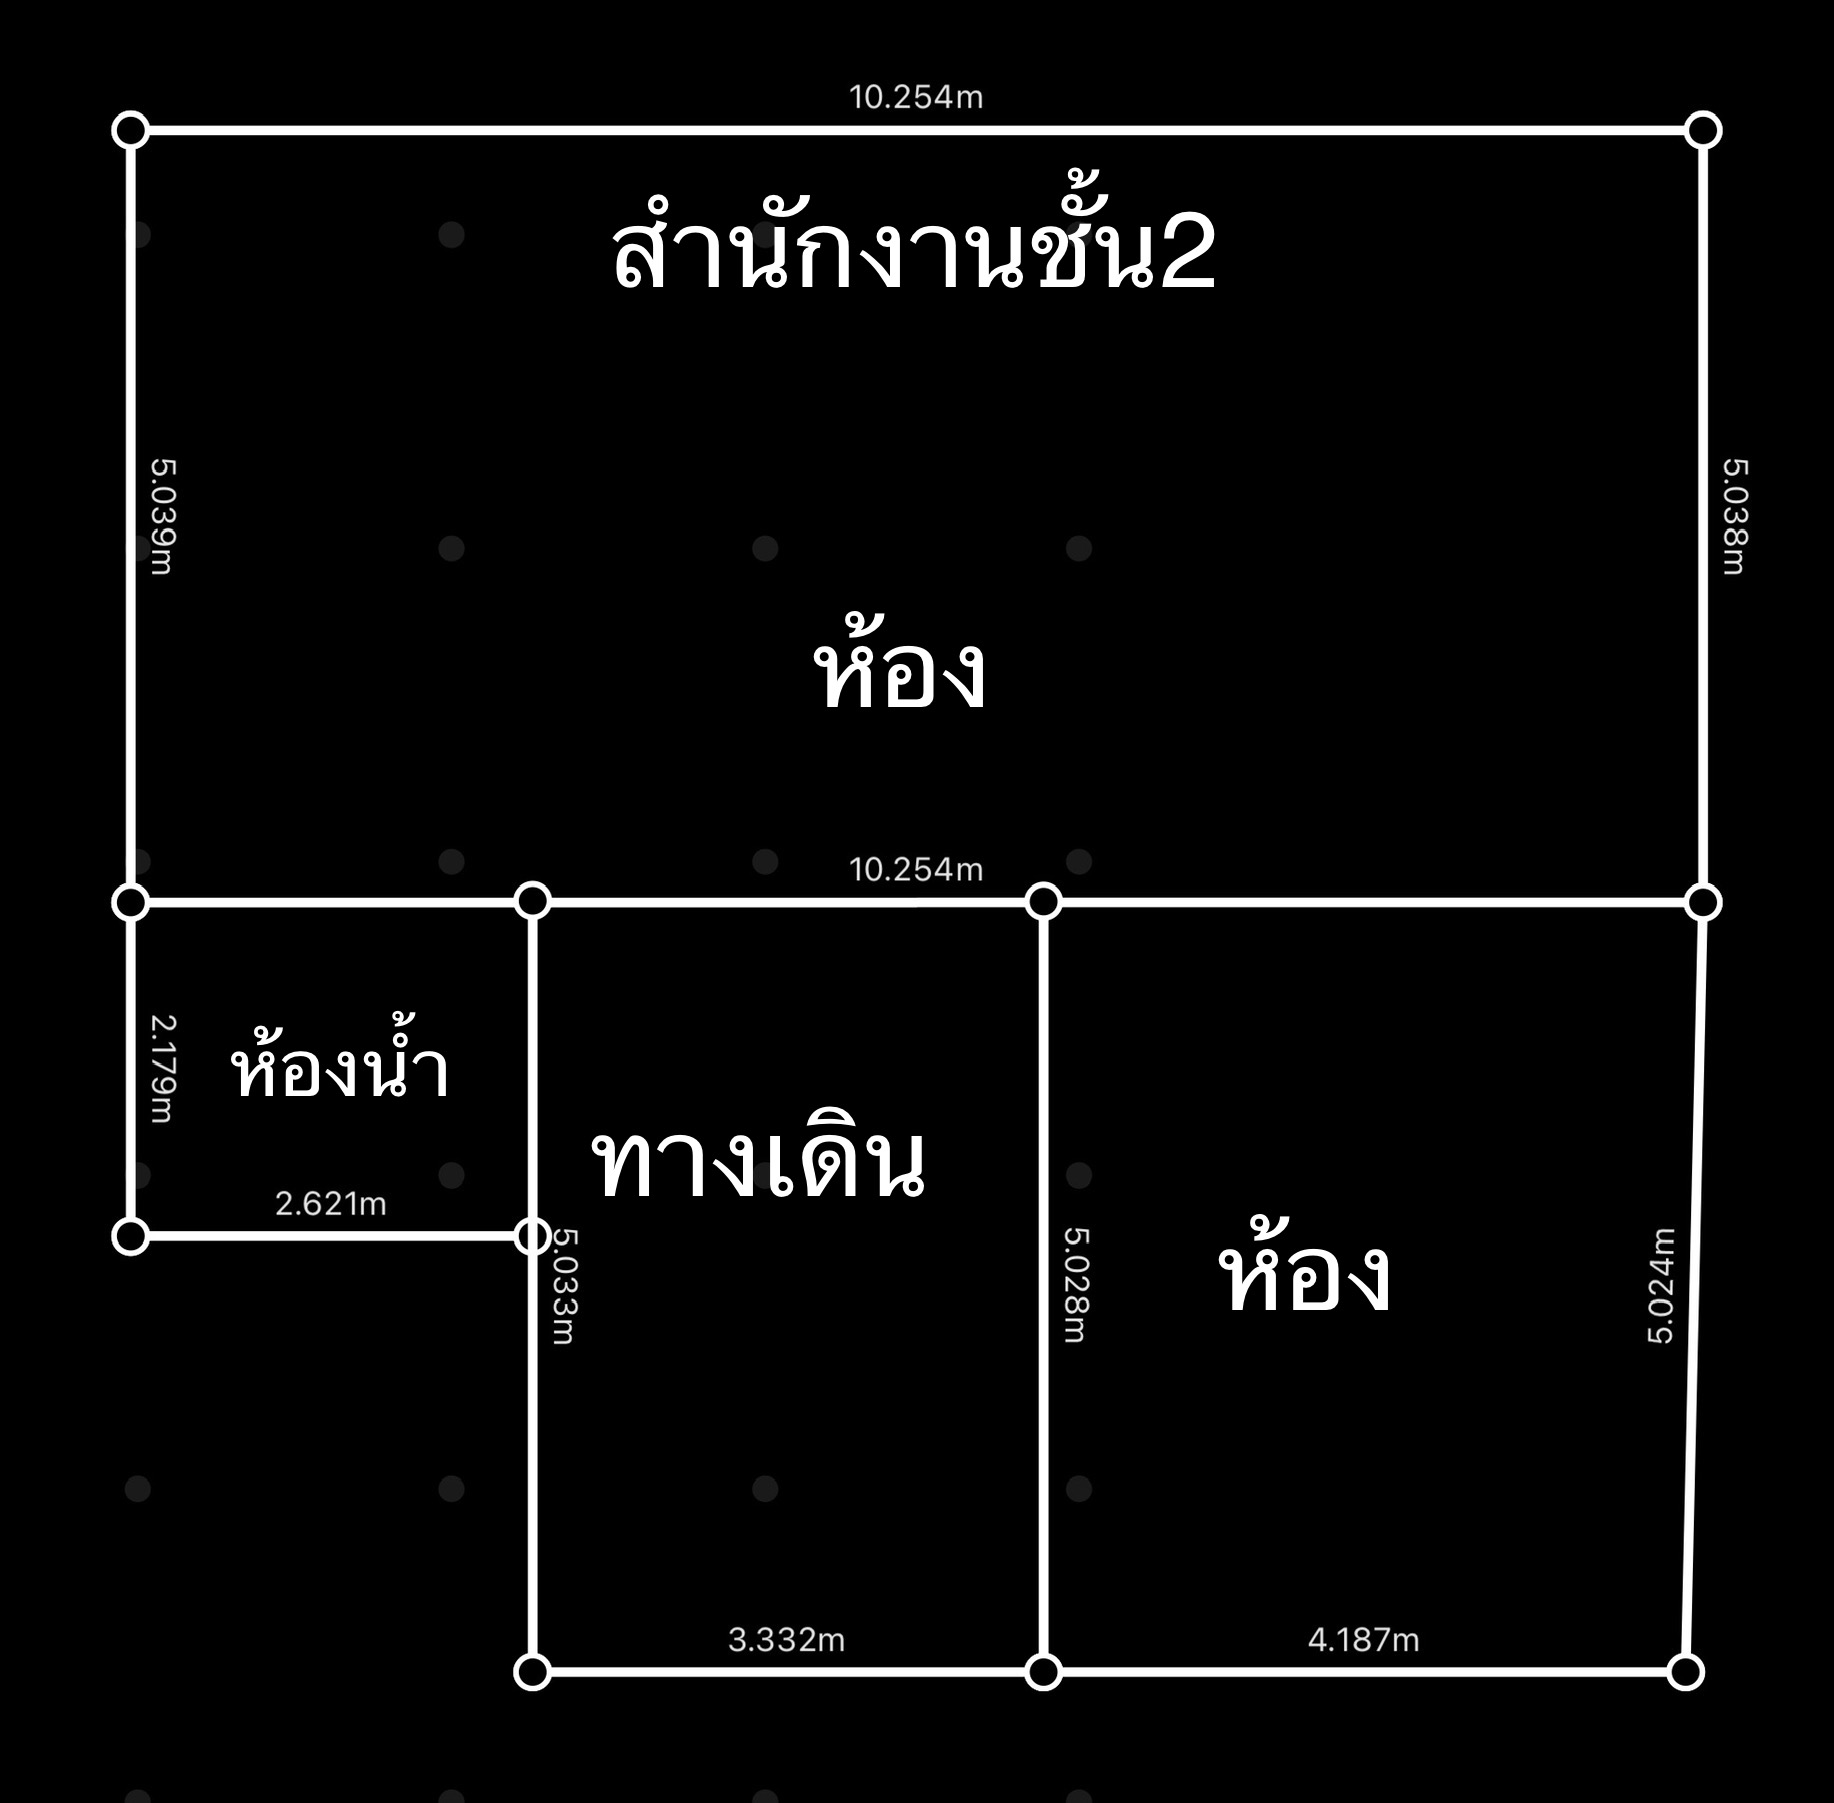 10.254m
สำนักงานชั้น2
5.039m
5.038m
ห้อง
10.254m
2.179m
ห้องน้ำ
ทางเดิน
2.621m
5.033m
5.028m
ห้อง
5.024m
3.332m
4.187m